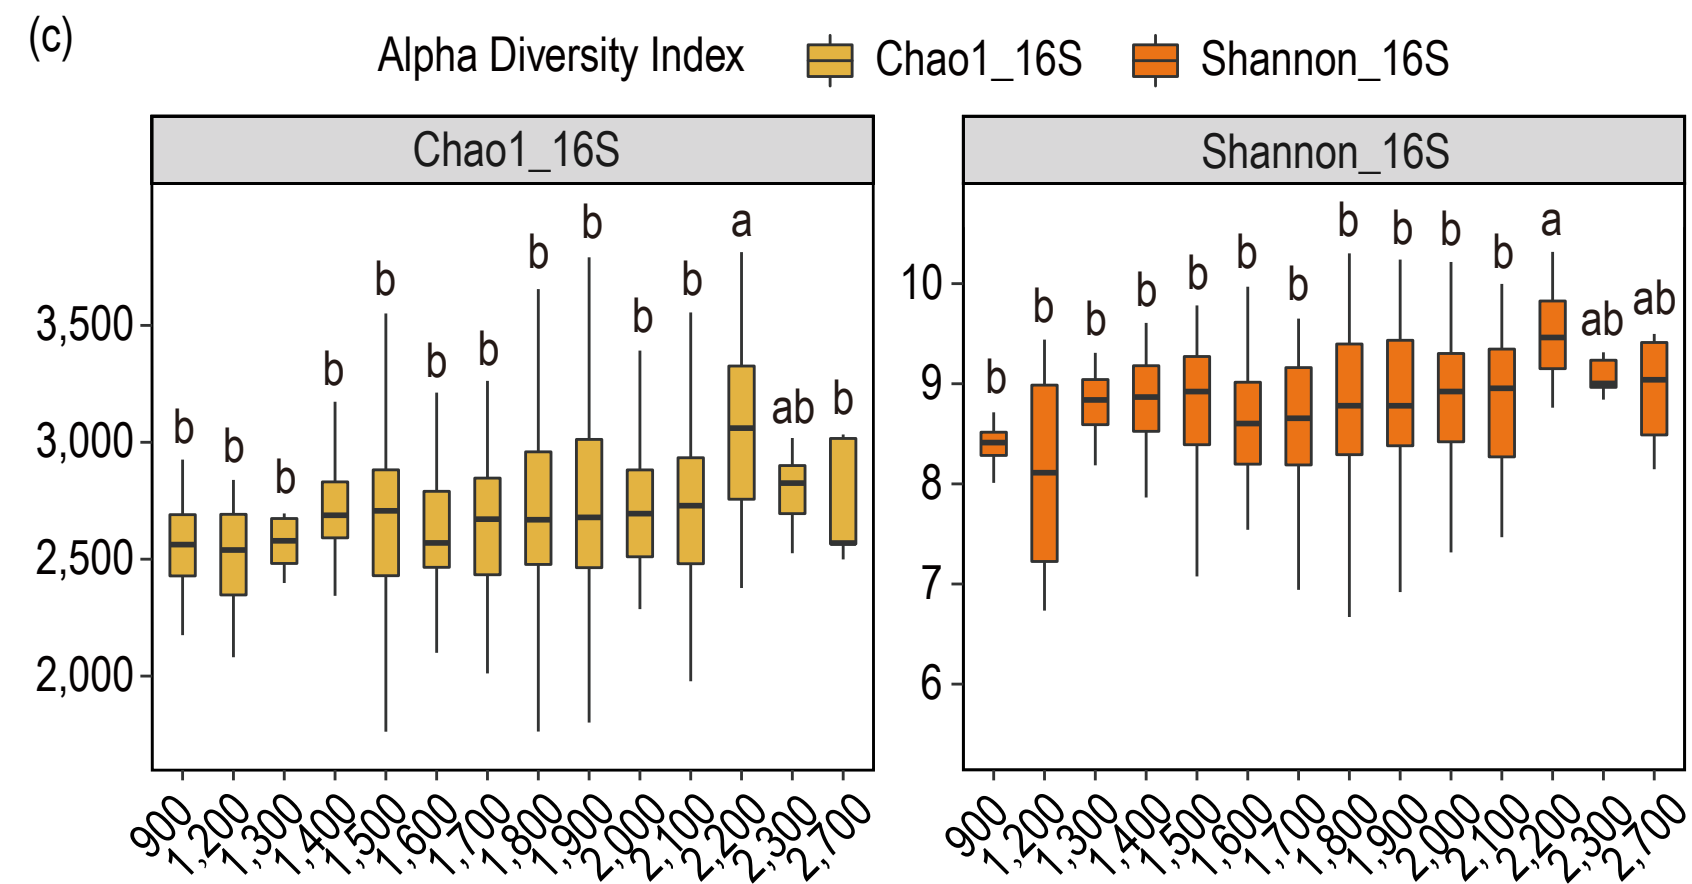 (c)
Alpha Diversity Index Chao1_16S Shannon_16S
Chao1_16S
3,500
3,000
2,500
2,000
b b b b b b b b b b b a ab b
900 1,200 1,300 1,400 1,500 1,600 1,700 1,800 1,900 2,000 2,100 2,200 2,300 2,700
Shannon_16S
10
9
8
7
6
b b b b b b b b b b b a ab ab
900 1,200 1,300 1,400 1,500 1,600 1,700 1,800 1,900 2,000 2,100 2,200 2,300 2,700